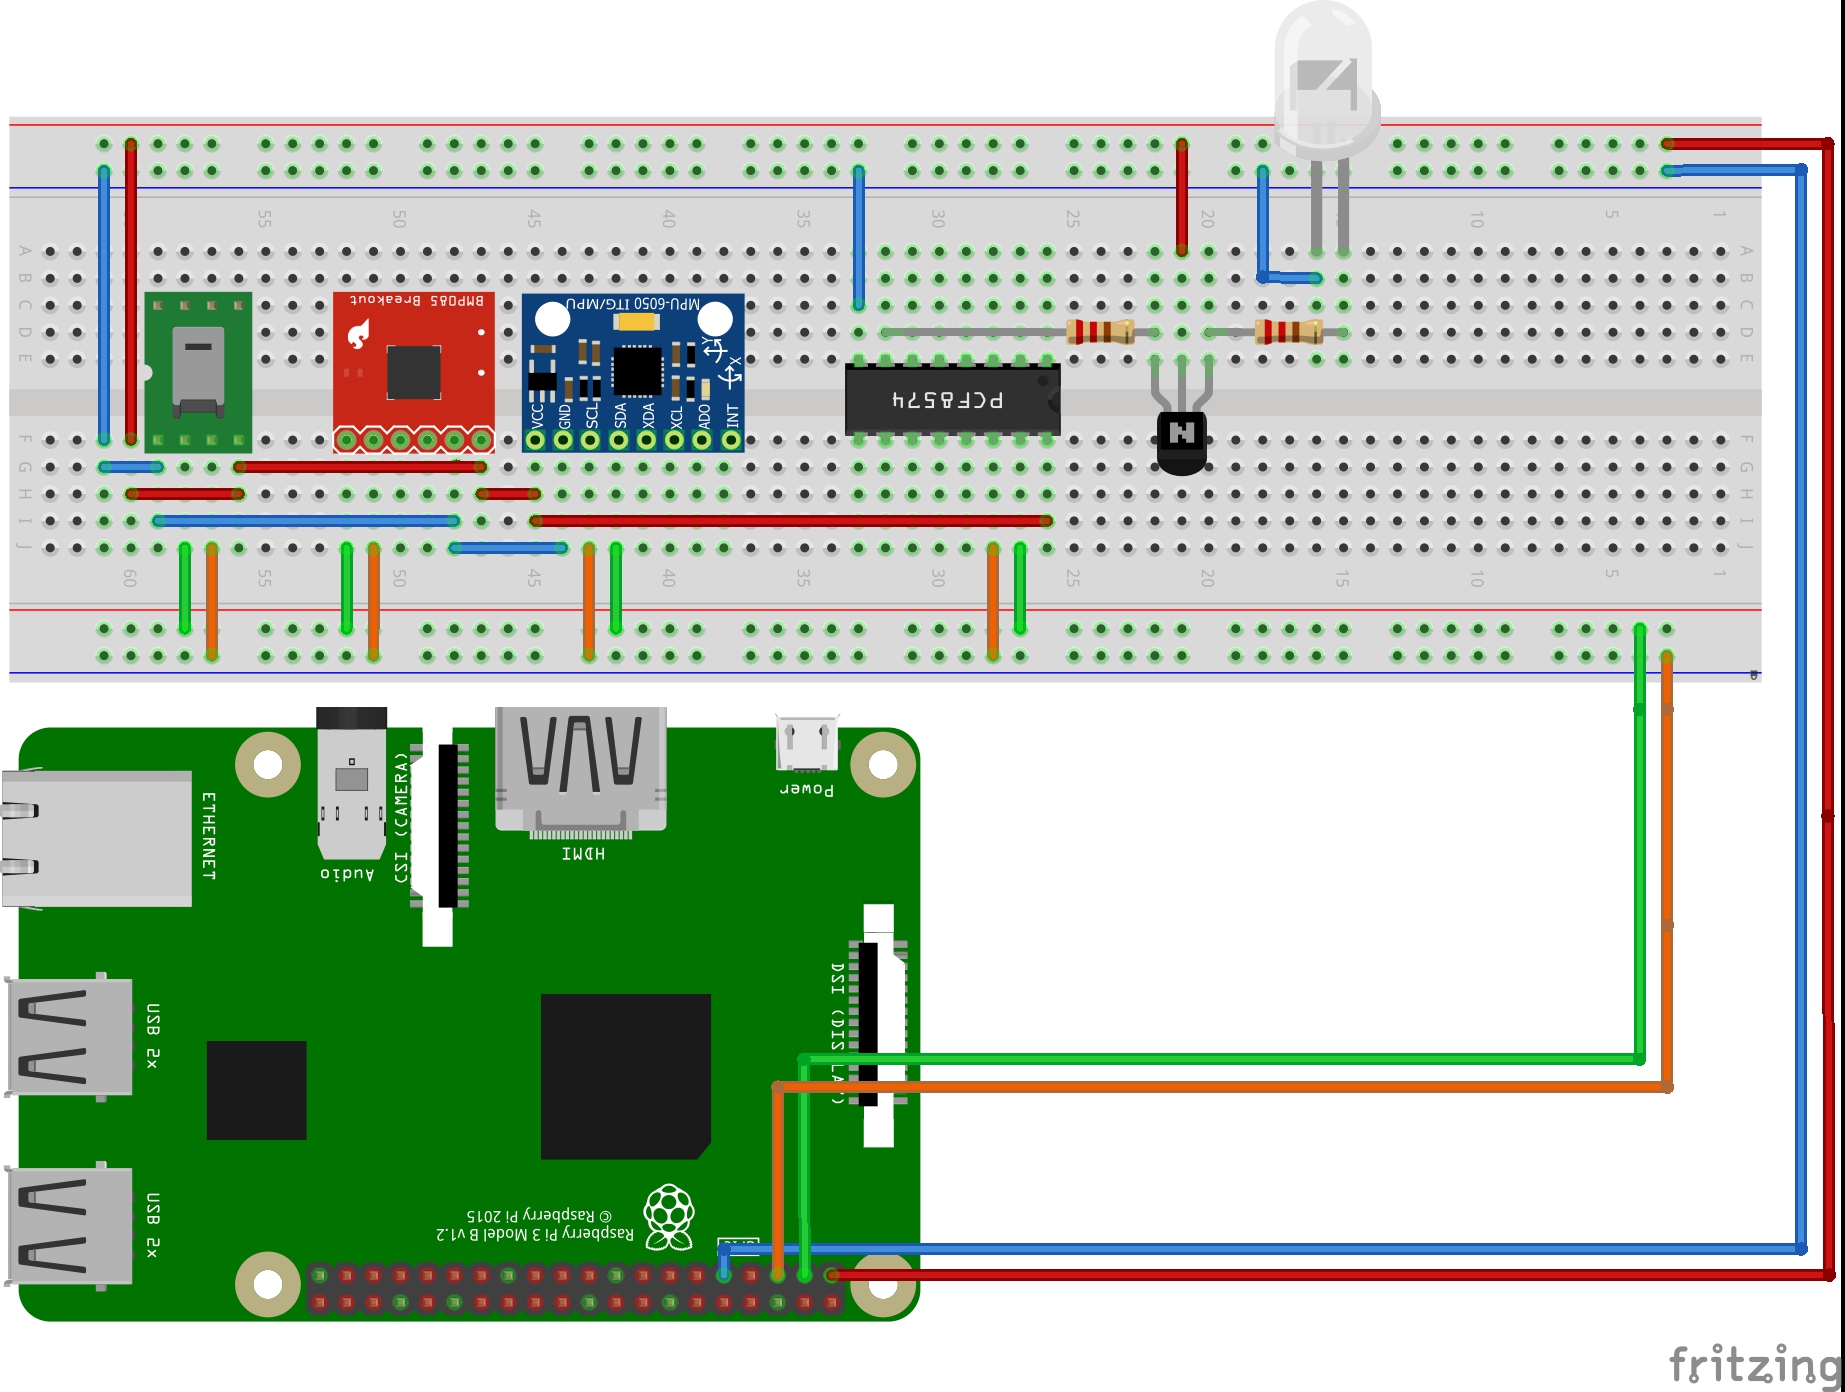 55 50 45 40 35 30 25 20 10 5 1
A A
B B
C C
D D
E E
BMP085 Breakout
MPU-6050 ITG/MPU
Y
X
VCC GND SCL SDA XDA XCL ADO INT
PCF8574
F F
G G
H H
I I
J J
60 55 50 45 40 35 30 25 20 15 10 5 1
Power
ETHERNET
Audio
CSI (CAMERA)
HDMI
USB 2x
USB 2x
© Raspberry Pi 2015
Raspberry Pi 3 Model B v1.2
fritzing